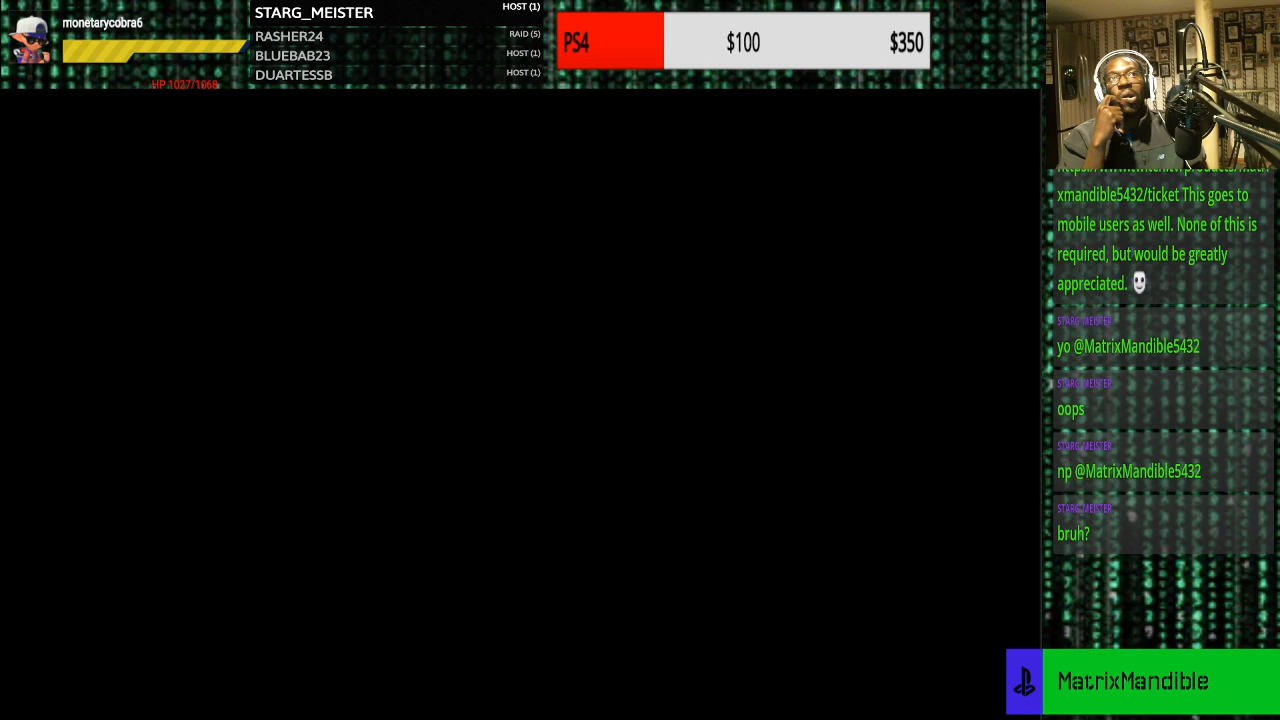 monetarycobra6
HP 1027/1068
STARG_MEISTER HOST (1)
RASHER24 RAID (5)
BLUEBAB23 HOST (1)
DUARTESSB HOST (1)
PS4 $100 $350
xmandible5432/ticket This goes to
mobile users as well. None of this is
required, but would be greatly
appreciated.
STARG_MEISTER
yo @MatrixMandible5432
STARG_MEISTER
oops
STARG_MEISTER
np @MatrixMandible5432
STARG_MEISTER
bruh?
MatrixMandible